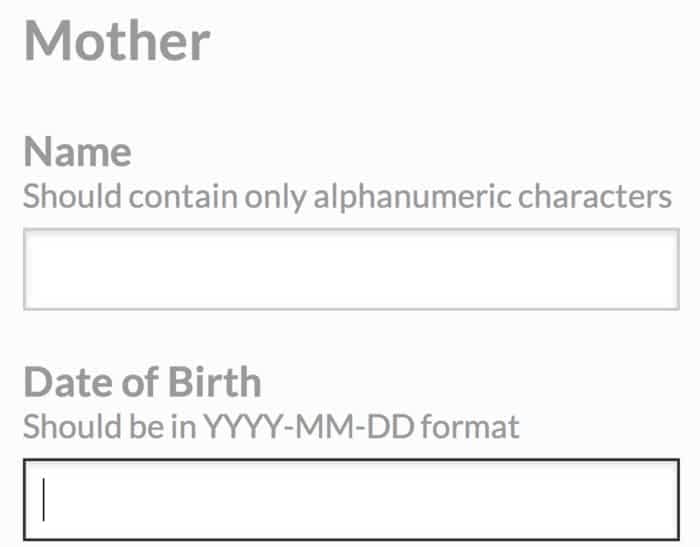 Mother
Name
Should contain only alphanumeric characters
Date of Birth
Should be in YYYY-MM-DD format